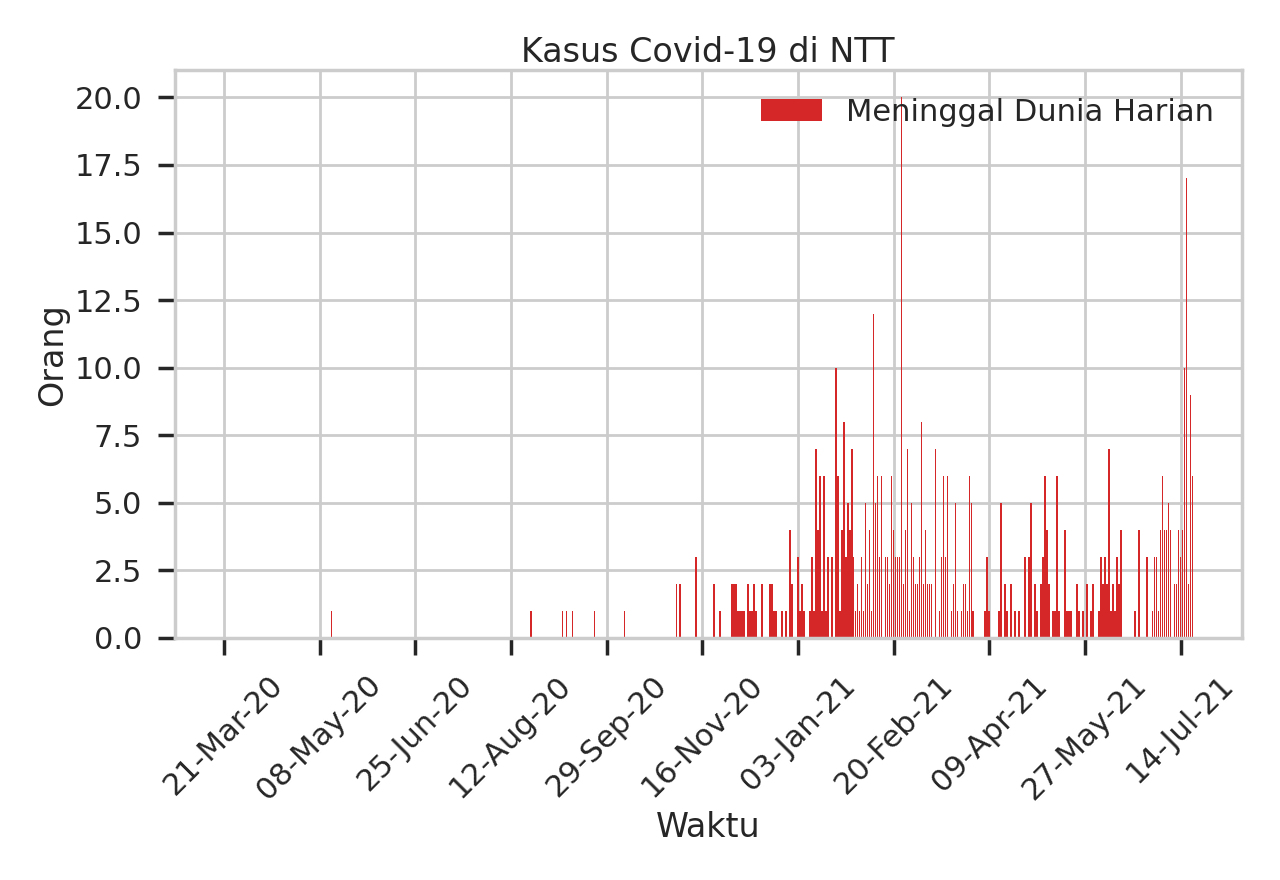 Kasus Covid-19 di NTT
Meninggal Dunia Harian
Orang
20.0
17.5
15.0
12.5
10.0
7.5
5.0
2.5
0.0
21-Mar-20
08-May-20
25-Jun-20
12-Aug-20
29-Sep-20
16-Nov-20
03-Jan-21
20-Feb-21
09-Apr-21
27-May-21
14-Jul-21
Waktu